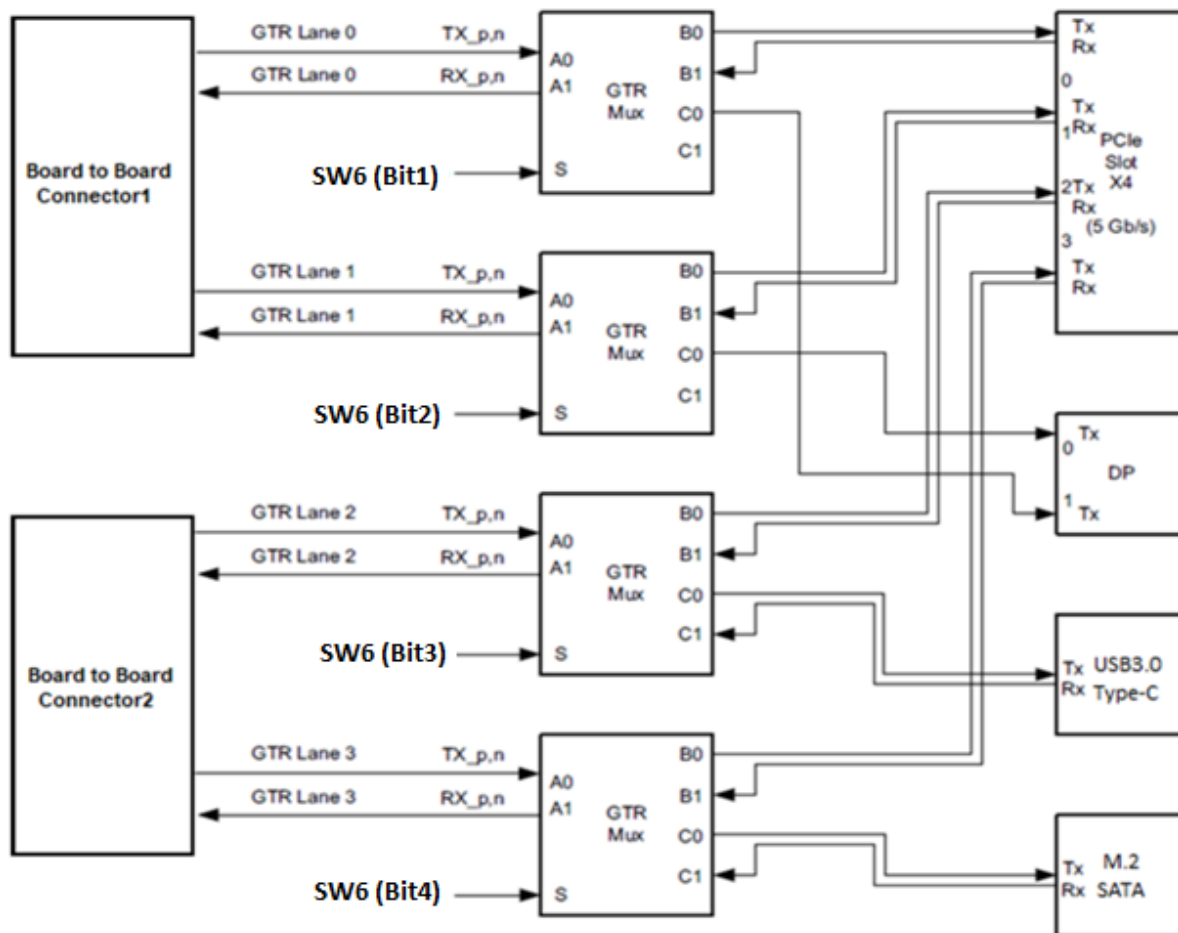 GTR Lane 0 TX_p,n
GTR Lane 0 RX_p,n
A0
A1
GTR
Mux
B0
B1
C0
C1
S
SW6 (Bit1)
Board to Board
Connector1
GTR Lane 1 TX_p,n
GTR Lane 1 RX_p,n
A0
A1
GTR
Mux
B0
B1
C0
C1
S
SW6 (Bit2)
GTR Lane 2 TX_p,n
GTR Lane 2 RX_p,n
A0
A1
GTR
Mux
B0
B1
C0
C1
S
SW6 (Bit3)
Board to Board
Connector2
GTR Lane 3 TX_p,n
GTR Lane 3 RX_p,n
A0
A1
GTR
Mux
B0
B1
C0
C1
S
SW6 (Bit4)
Tx
Rx
0
Tx
1 Rx
PCIe
Slot
X4
2Tx
Rx
(5 Gb/s)
3
Tx
Rx
0 Tx
DP
1
Tx
Tx USB3.0
Rx Type-C
Tx M.2
Rx SATA